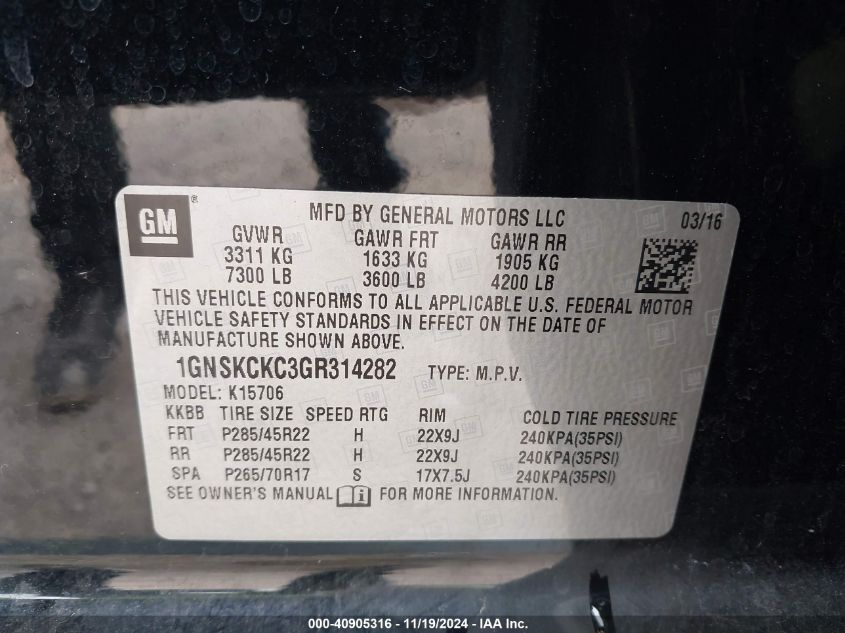 GM ®
MFD BY GENERAL MOTORS LLC 03/16
GVWR GAWR FRT GAWR RR
3311 KG 1633 KG 1905 KG
7300 LB 3600 LB 4200 LB
THIS VEHICLE CONFORMS TO ALL APPLICABLE U.S. FEDERAL MOTOR
VEHICLE SAFETY STANDARDS IN EFFECT ON THE DATE OF
MANUFACTURE SHOWN ABOVE.
1GNSKCKC3GR314282 TYPE: M.P.V.
MODEL: K15706
KKBB TIRE SIZE SPEED RTG RIM COLD TIRE PRESSURE
FRT P285/45R22 H 22X9J 240KPA(35PSI)
RR P285/45R22 H 22X9J 240KPA(35PSI)
SPA P265/70R17 S 17X7.5J 240KPA(35PSI)
SEE OWNER'S MANUAL i FOR MORE INFORMATION.
000-40905316 - 11/19/2024 - IAA Inc.